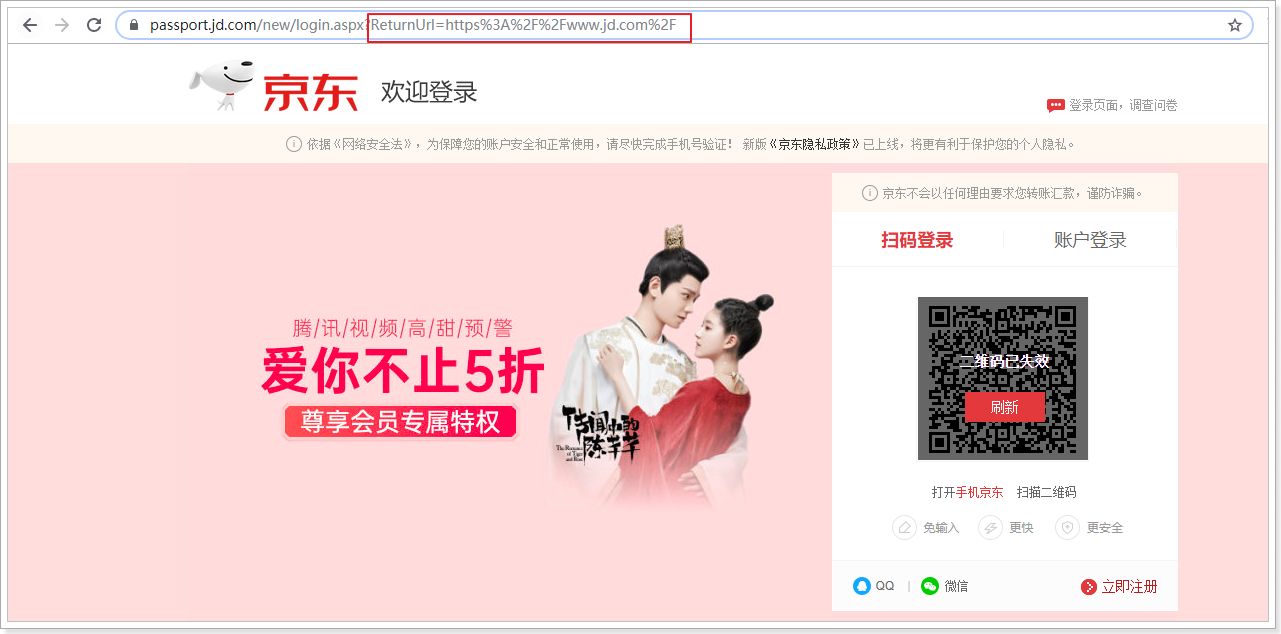 passport.jd.com/new/login.aspx?ReturnUrl=https%3A%2F%2Fwww.jd.com%2F
京东 欢迎登录
登录页面，调查问卷
依据《网络安全法》，为保障您的账户安全和正常使用，请尽快完成手机号验证！ 新版《京东隐私政策》已上线，将更有利于保护您的个人隐私。
京东不会以任何理由要求您转账汇款，谨防诈骗。
扫码登录 账户登录
腾/讯/视/频/高/甜/预/警
爱你不止5折
尊享会员专属特权
传闻中的
陈芊芊
The Romance
of Tiger
and Rose
二维码已失效
刷新
打开手机京东 扫描二维码
免输入 更快 更安全
QQ | 微信 立即注册